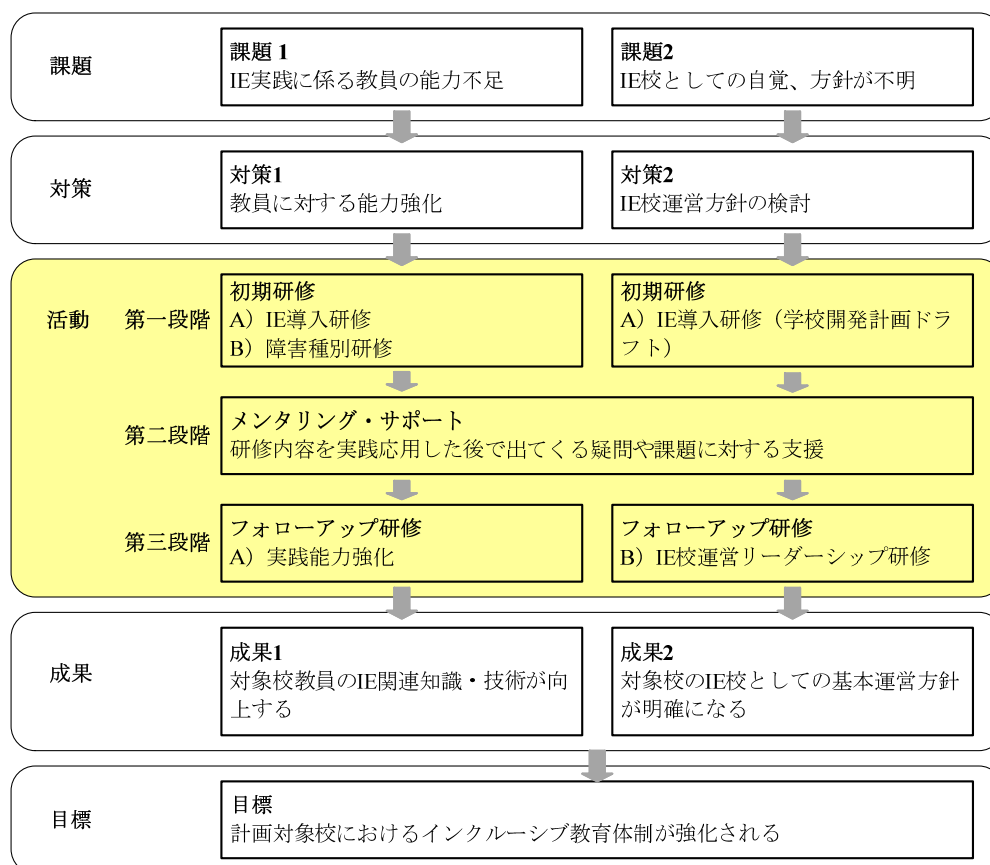 課題
課題 1
IE実践に係る教員の能力不足
課題2
IE校としての自覚、方針が不明
対策
対策1
教員に対する能力強化
対策2
IE校運営方針の検討
活動
第一段階
初期研修
A）IE導入研修
B）障害種別研修
初期研修
A）IE導入研修（学校開発計画ドラ
フト）
第二段階
メンタリング・サポート
研修内容を実践応用した後で出てくる疑問や課題に対する支援
第三段階
フォローアップ研修
A）実践能力強化
フォローアップ研修
B）IE校運営リーダーシップ研修
成果
成果1
対象校教員のIE関連知識・技術が向
上する
成果2
対象校のIE校としての基本運営方針
が明確になる
目標
目標
計画対象校におけるインクルーシブ教育体制が強化される